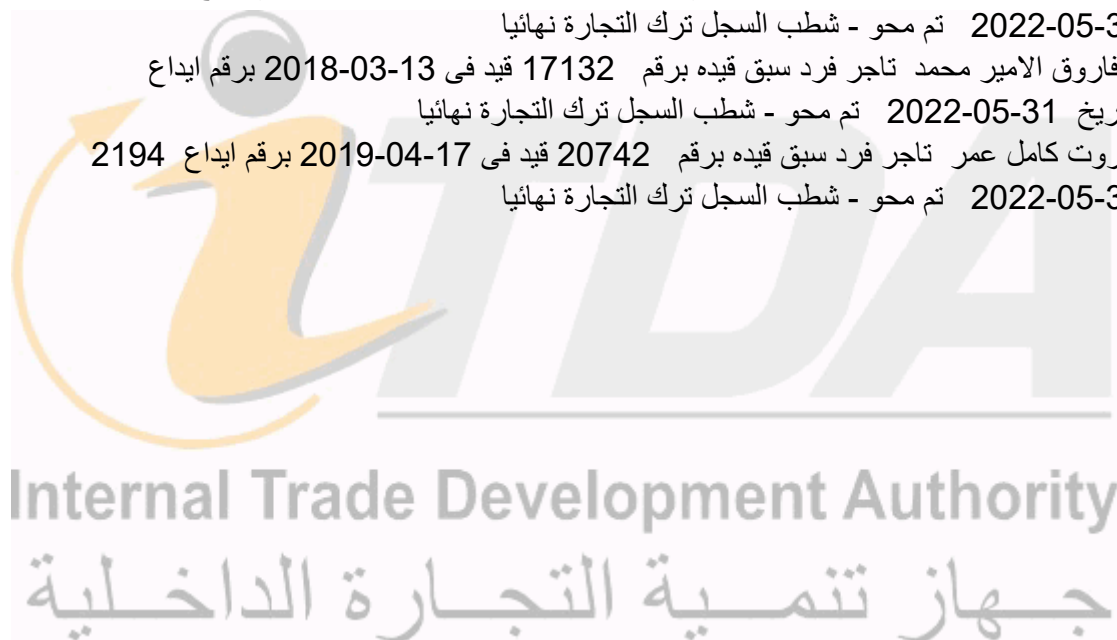 2022-05-3 تم محو - شطب السجل ترك التجارة نهائيا
فاروق الامير محمد تاجر فرد سبق قيده برقم 17132 قيد فى 13-03-2018 برقم ايداع
ريخ 31-05-2022 تم محو - شطب السجل ترك التجارة نهائيا
روت كامل عمر تاجر فرد سبق قيده برقم 20742 قيد فى 17-04-2019 برقم ايداع 2194
2022-05-3 تم محو - شطب السجل ترك التجارة نهائيا
iTDA
Internal Trade Development Authority
جهاز تنمية التجارة الداخلية